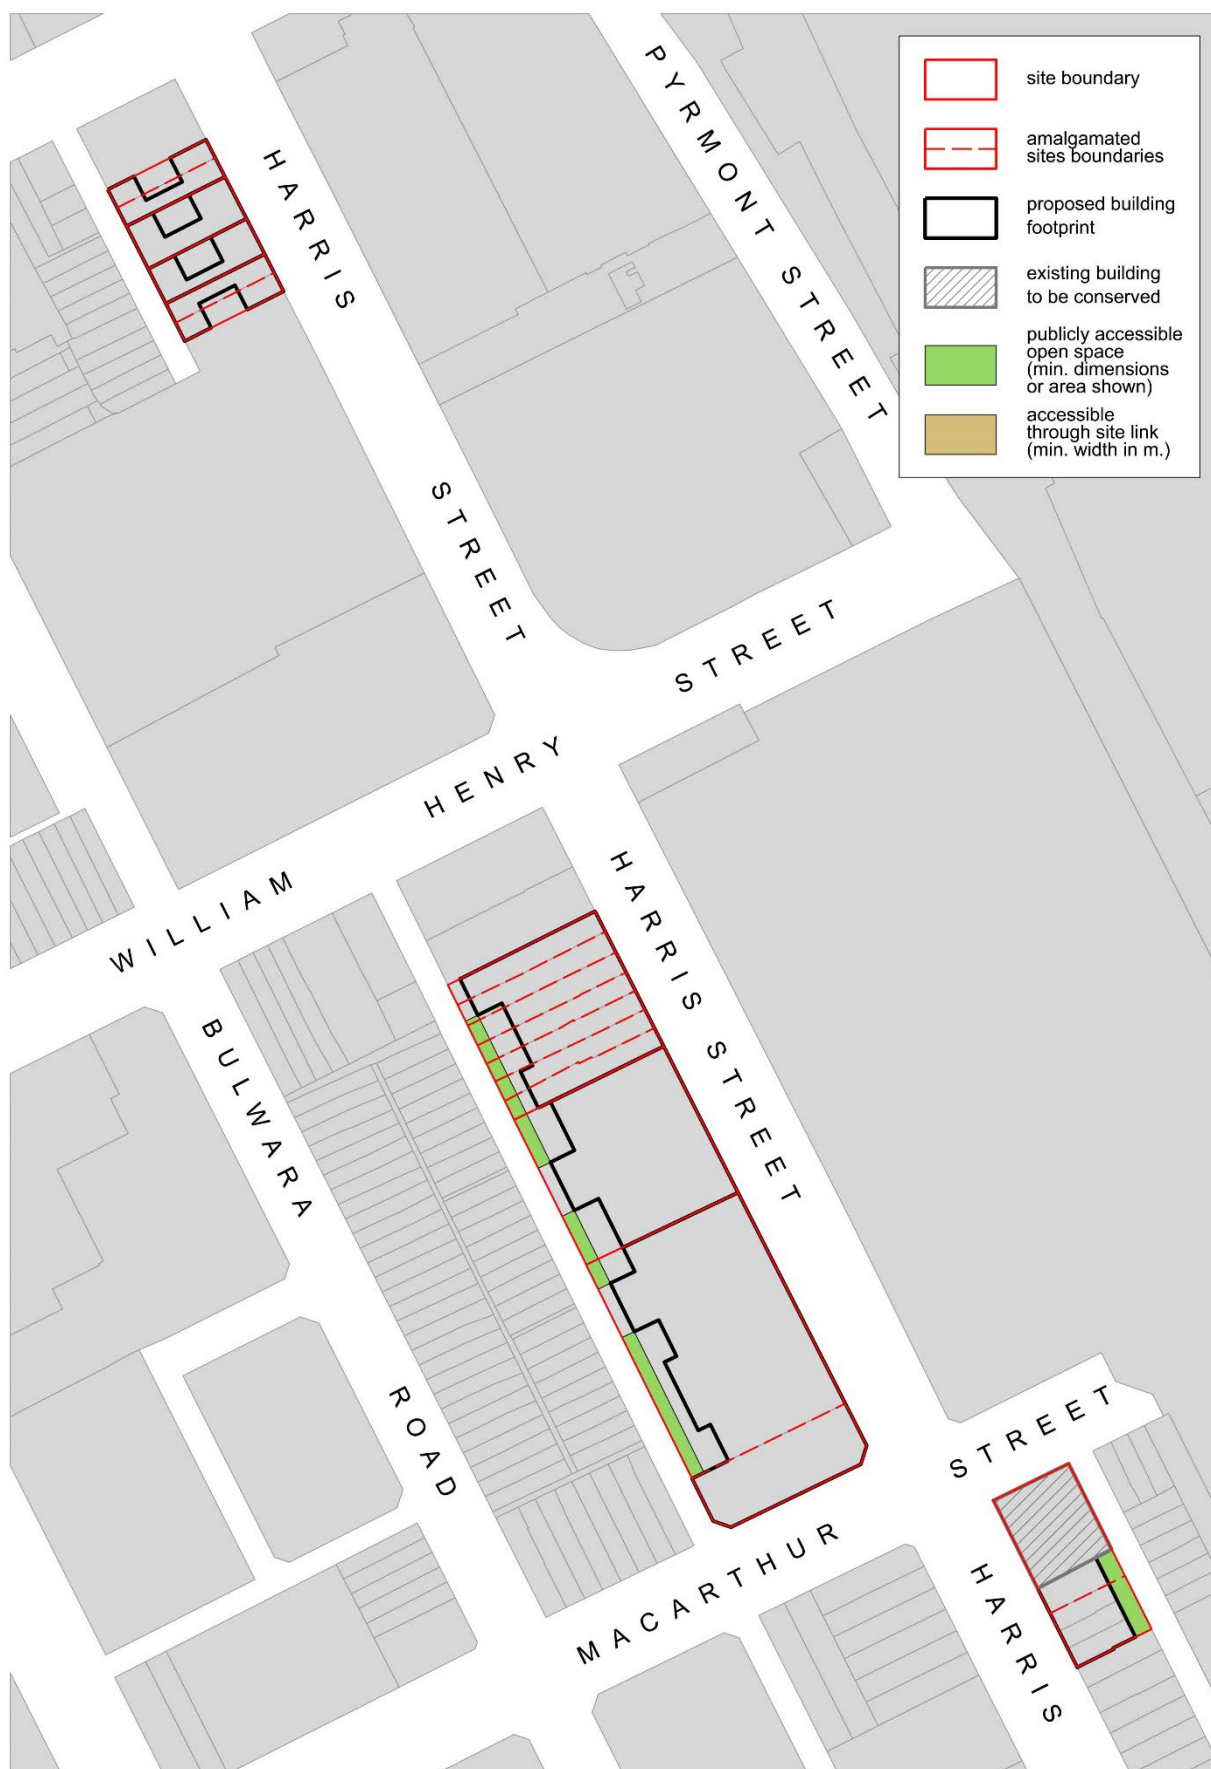 PYRMONT STREET
site boundary
amalgamated
sites boundaries
proposed building
footprint
existing building
to be conserved
publicly accessible
open space
(min. dimensions
or area shown)
accessible
through site link
(min. width in m.)
HARRIS STREET
WILLIAM HENRY STREET
HARRIS STREET
BULWARA ROAD
MACARTHUR STREET
HARRIS